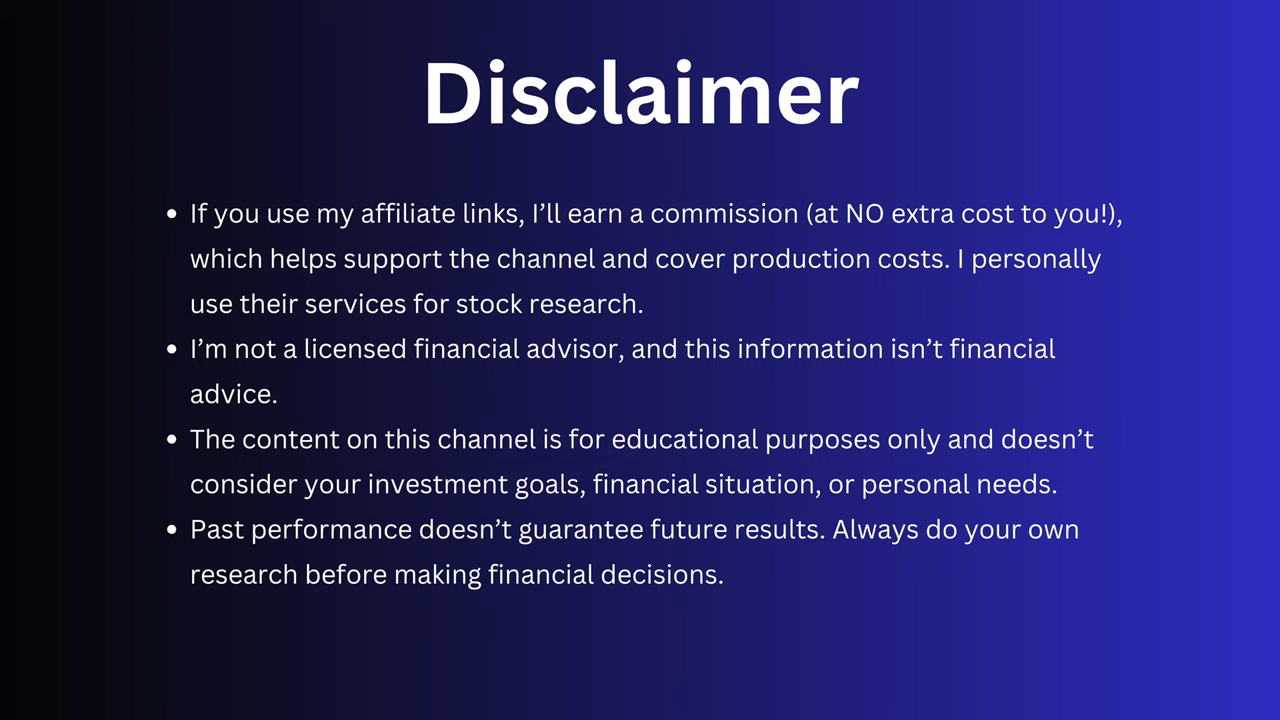 Disclaimer
• If you use my affiliate links, I’ll earn a commission (at NO extra cost to you!),
which helps support the channel and cover production costs. I personally
use their services for stock research.
• I’m not a licensed financial advisor, and this information isn’t financial
advice.
• The content on this channel is for educational purposes only and doesn’t
consider your investment goals, financial situation, or personal needs.
• Past performance doesn’t guarantee future results. Always do your own
research before making financial decisions.